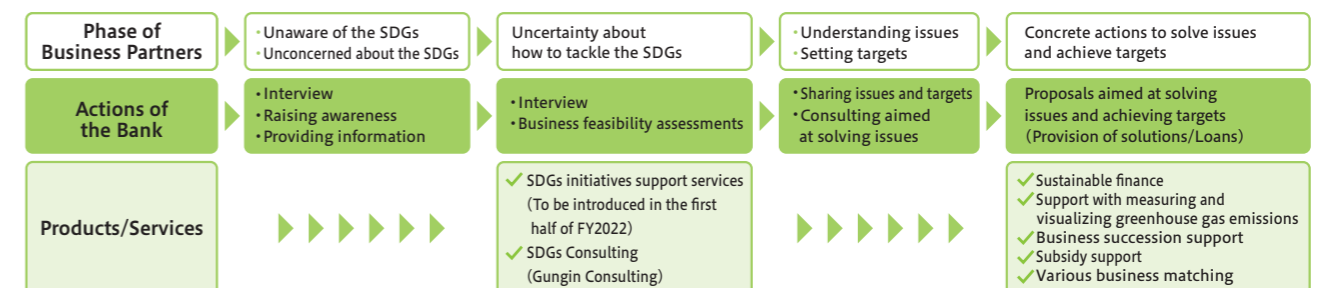 Phase of
Business Partners
・Unaware of the SDGs
・Unconcerned about the SDGs
Uncertainty about
how to tackle the SDGs
・Understanding issues
・Setting targets
Concrete actions to solve issues
and achieve targets
Actions of
the Bank
・Interview
・Raising awareness
・Providing information
・Interview
・Business feasibility assessments
・Sharing issues and targets
・Consulting aimed
at solving issues
Proposals aimed at solving
issues and achieving targets
(Provision of solutions/Loans)
Products/Services
SDGs initiatives support services
(To be introduced in the first
half of FY2022)
SDGs Consulting
(Gungin Consulting)
Sustainable finance
Support with measuring and
visualizing greenhouse gas emissions
Business succession support
Subsidy support
Various business matching